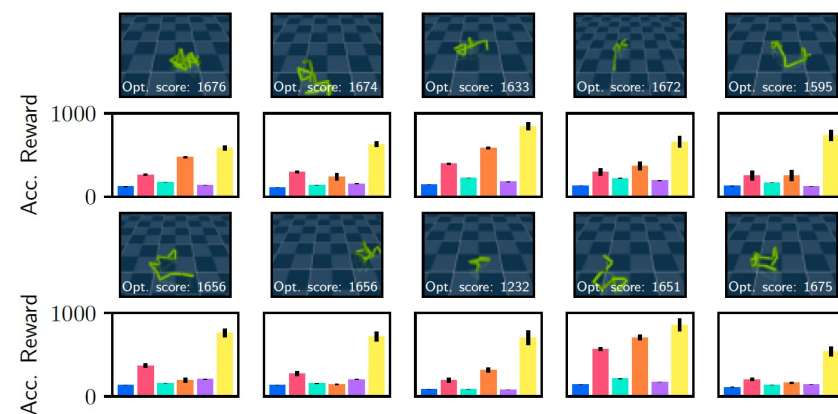 Opt. score: 1676
Opt. score: 1674
Opt. score: 1633
Opt. score: 1672
Opt. score: 1595
Acc. Reward
1000
0
Opt. score: 1656
Opt. score: 1656
Opt. score: 1232
Opt. score: 1651
Opt. score: 1675
Acc. Reward
1000
0